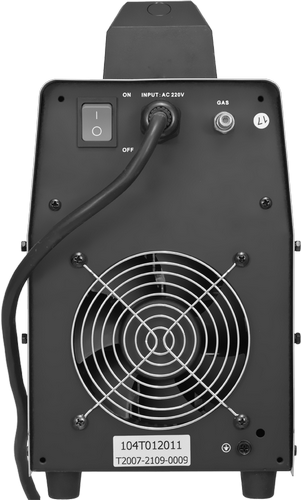 ON
INPUT: AC 220V
GAS
OFF
104T012011
T2007-2109-0009